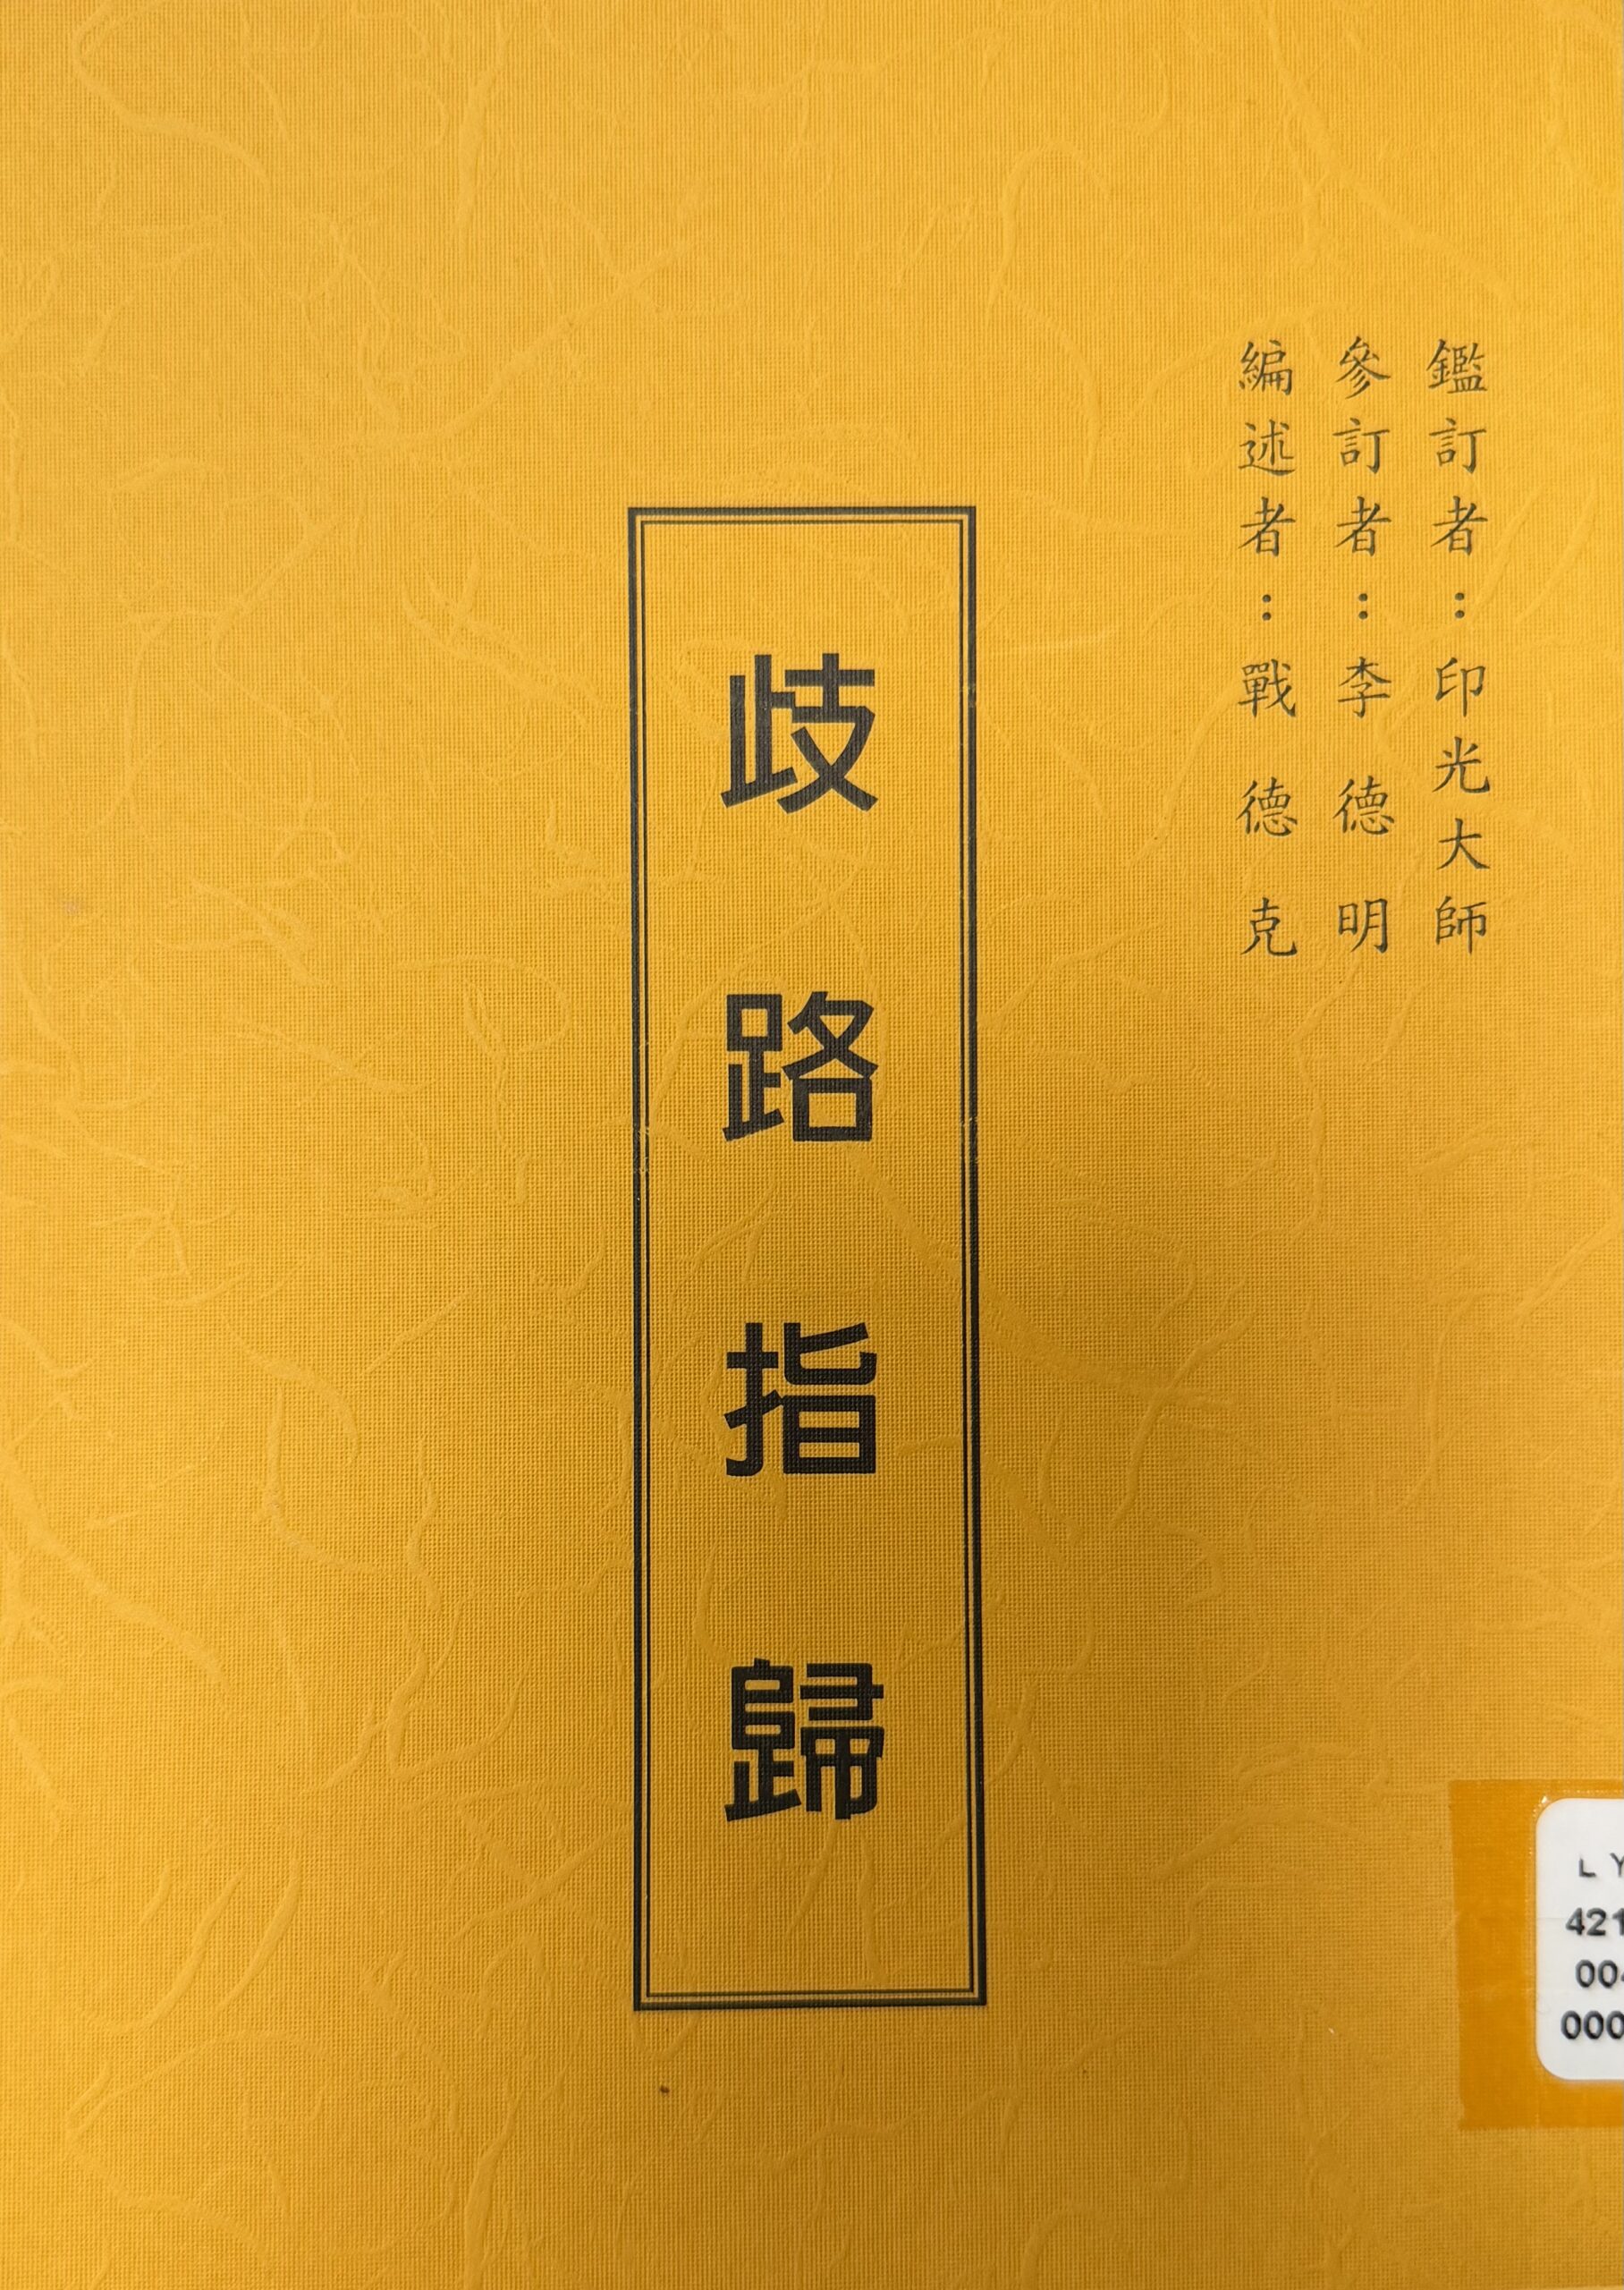 鑑訂者：印光大師
參訂者：李德明
編述者：戰德克
歧路指歸
L Y
421
00
000